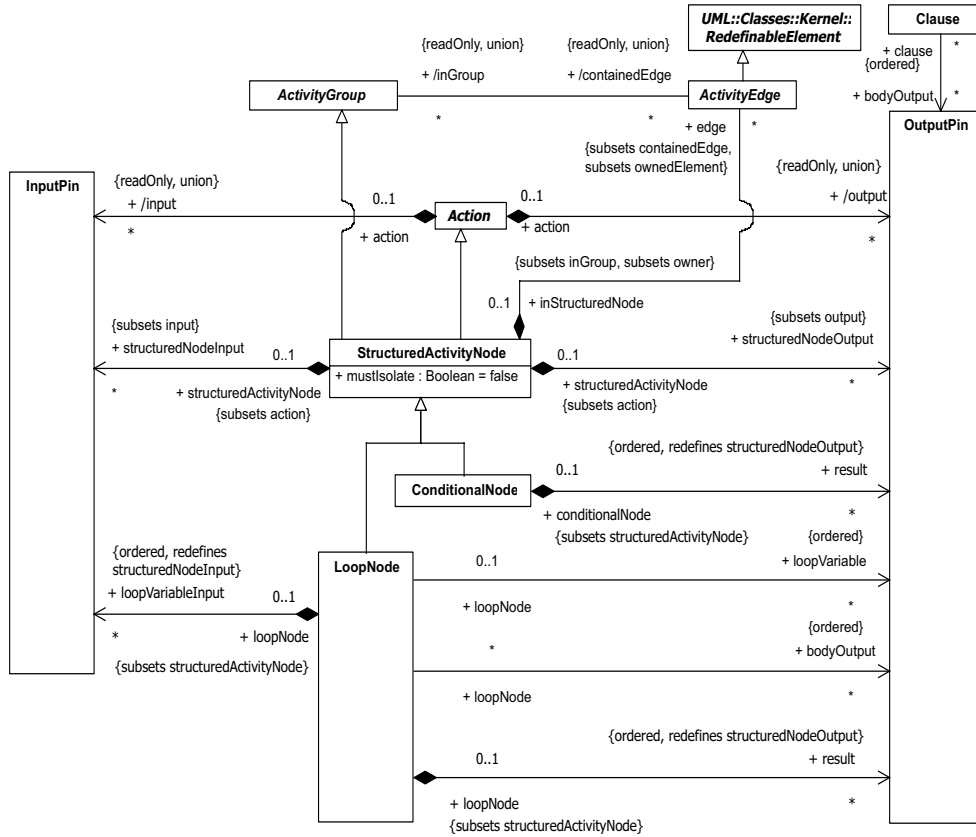 UML::Classes::Kernel::
RedefinableElement
Clause
{readOnly, union}
+ /inGroup
{readOnly, union}
+ /containedEdge
*
+ clause
{ordered}
ActivityGroup
ActivityEdge
+ bodyOutput
*
*
*
+ edge
*
{subsets containedEdge,
subsets ownedElement}
OutputPin
InputPin
{readOnly, union}
+ /input
*
0..1
+ action
Action
0..1
+ action
{readOnly, union}
+ /output
*
{subsets inGroup, subsets owner}
0..1
+ inStructuredNode
{subsets input}
+ structuredNodeInput
0..1
*
+ structuredActivityNode
{subsets action}
StructuredActivityNode
+ mustIsolate : Boolean = false
{subsets output}
+ structuredNodeOutput
0..1
+ structuredActivityNode
*
{subsets action}
{ordered, redefines structuredNodeOutput}
0..1
+ result
ConditionalNode
+ conditionalNode
*
{subsets structuredActivityNode}
{ordered, redefines
structuredNodeInput}
+ loopVariableInput
0..1
*
+ loopNode
{subsets structuredActivityNode}
LoopNode
{ordered}
0..1
+ loopVariable
+ loopNode
*
{ordered}
*
+ bodyOutput
+ loopNode
*
{ordered, redefines structuredNodeOutput}
0..1
+ result
+ loopNode
*
{subsets structuredActivityNode}